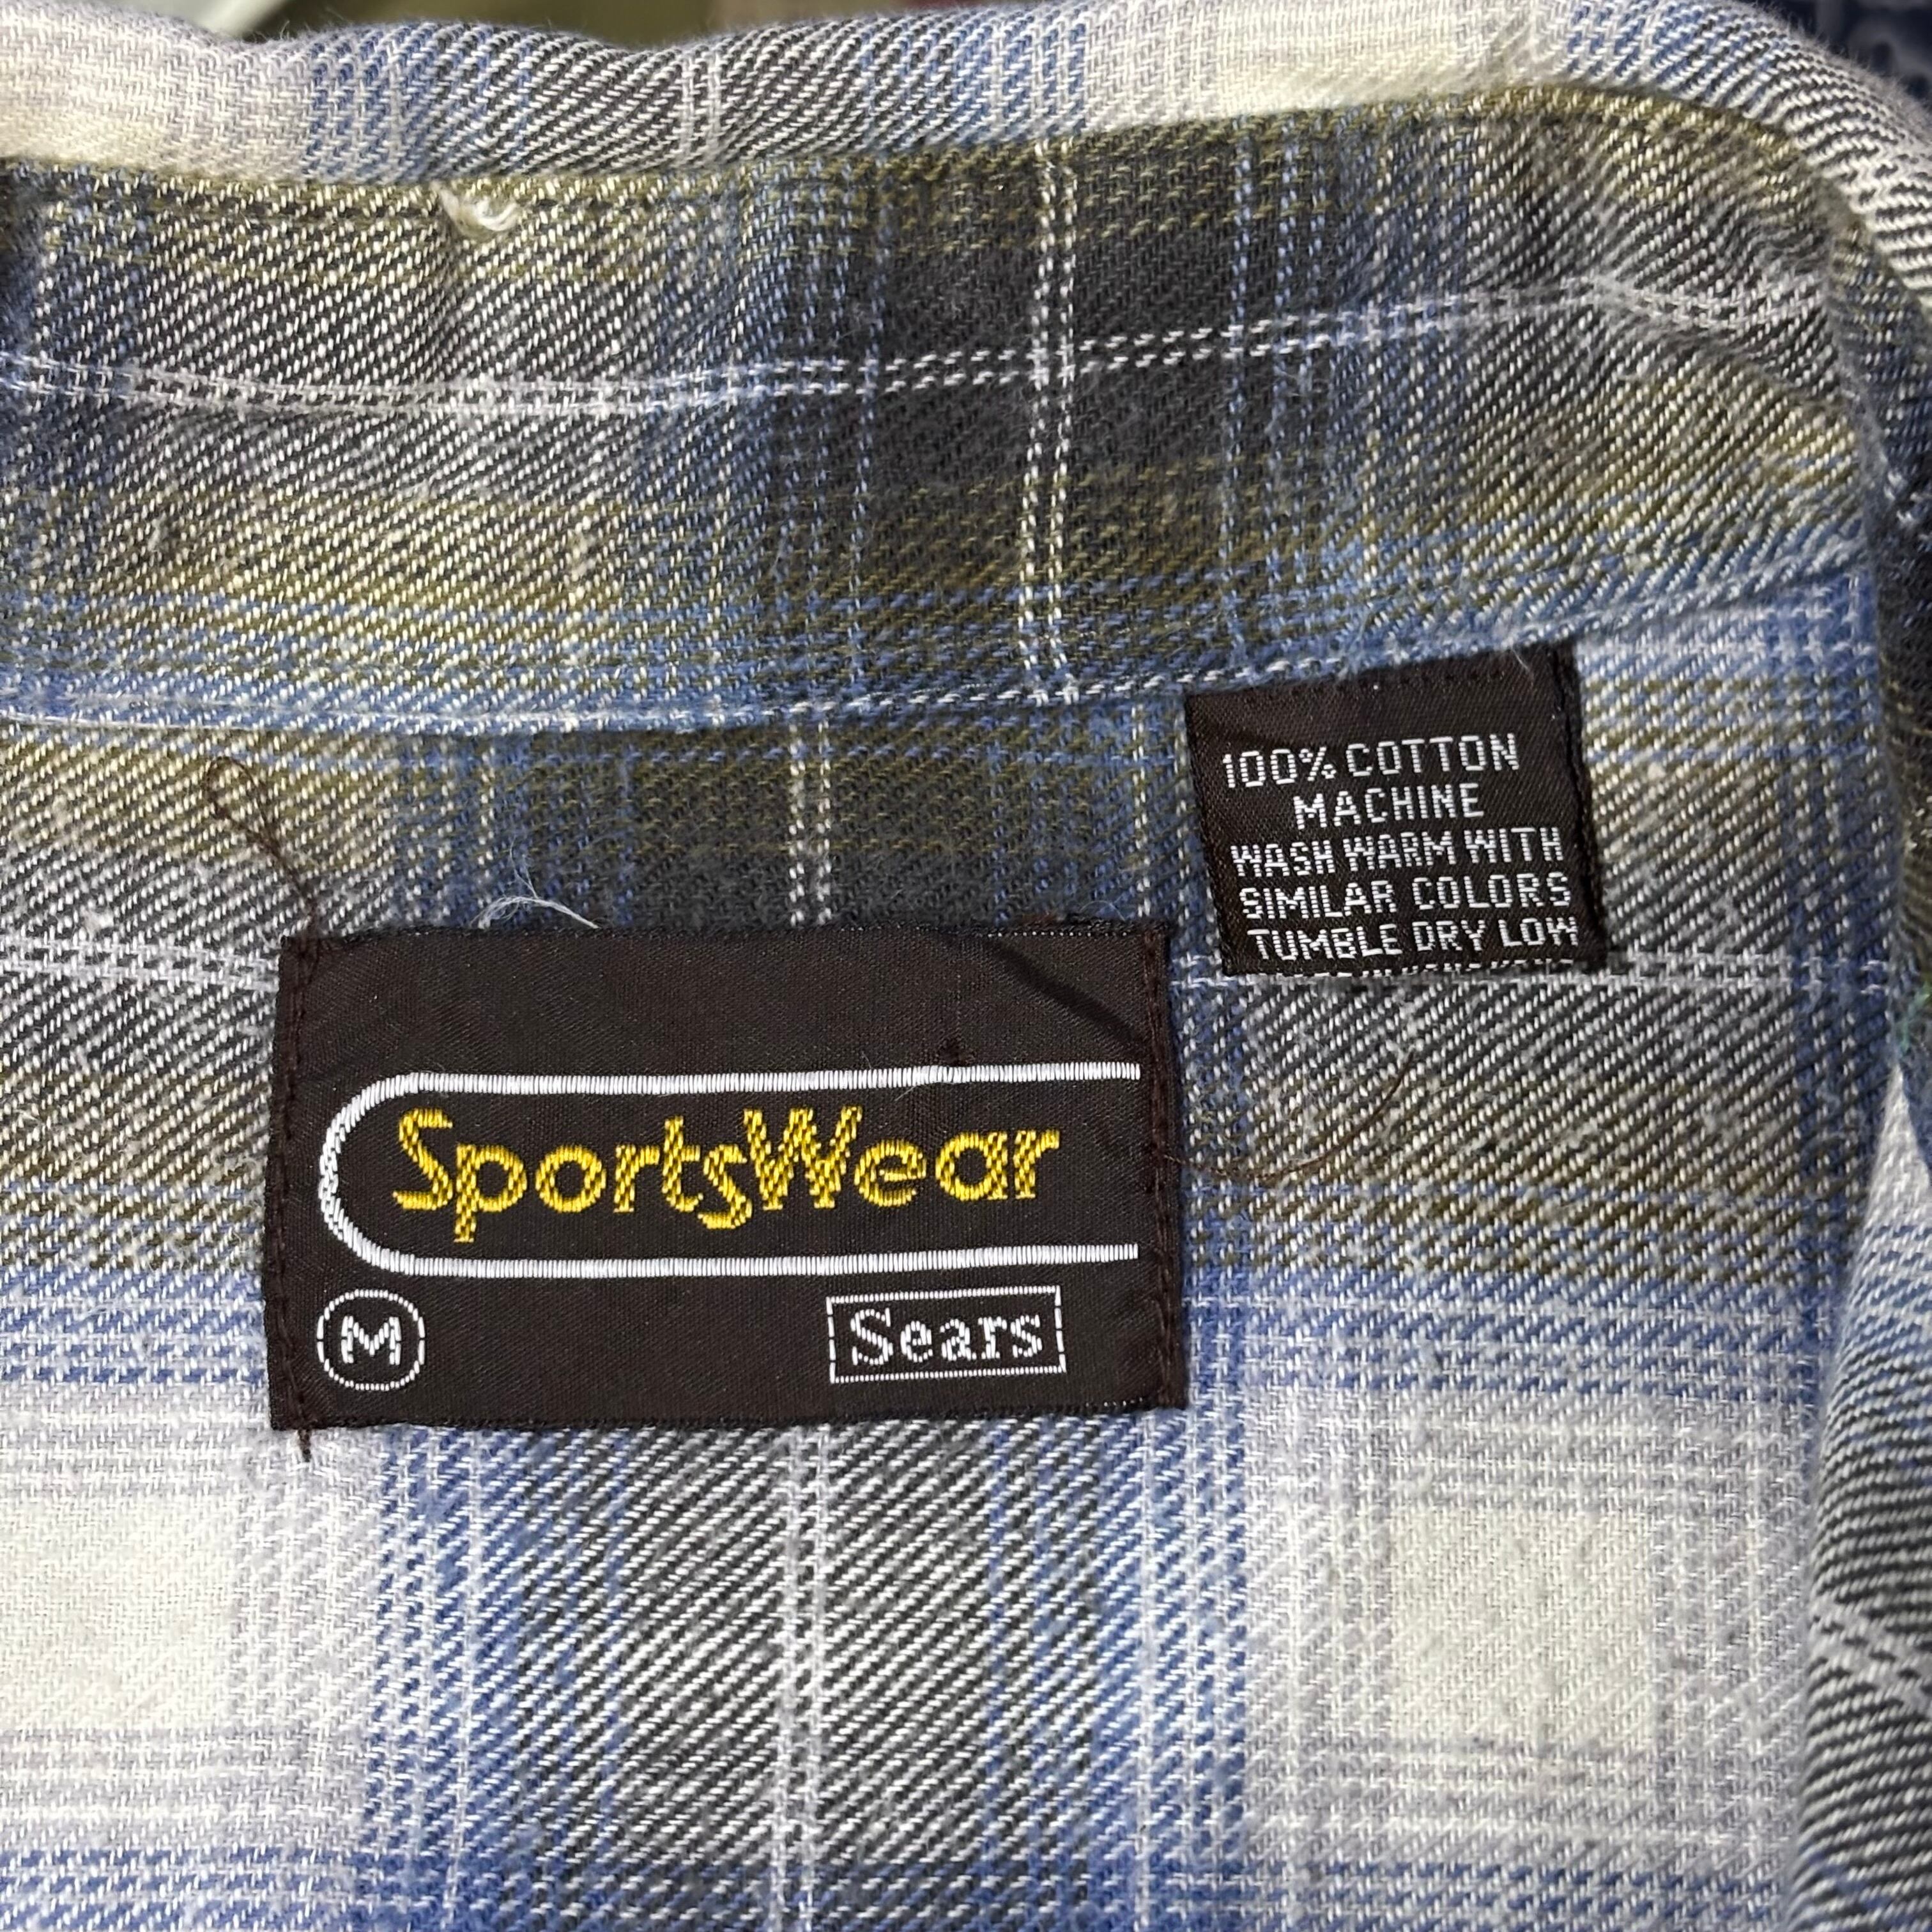 100% COTTON
MACHINE
WASH WARM WITH
SIMILAR COLORS
TUMBLE DRY LOW
SportsWear
M
Sears